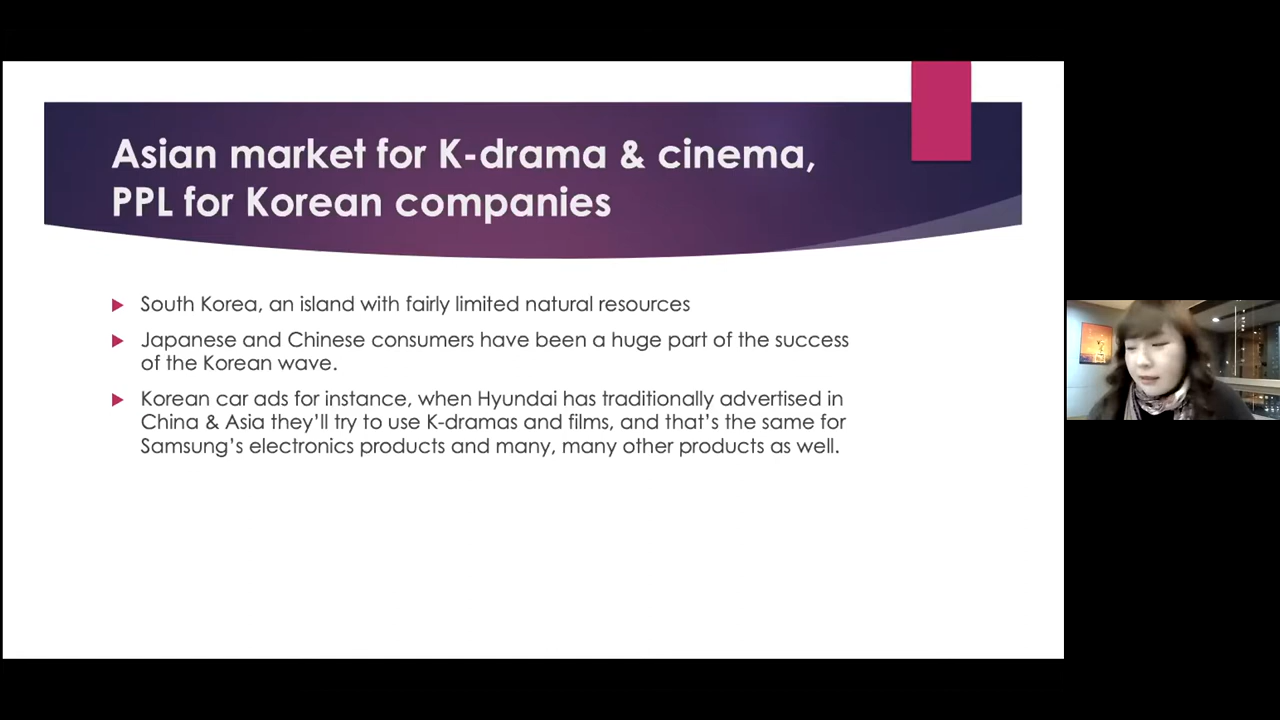 Asian market for K-drama & cinema,
PPL for Korean companies
South Korea, an island with fairly limited natural resources
Japanese and Chinese consumers have been a huge part of the success
of the Korean wave.
Korean car ads for instance, when Hyundai has traditionally advertised in
China & Asia they’ll try to use K-dramas and films, and that’s the same for
Samsung’s electronics products and many, many other products as well.